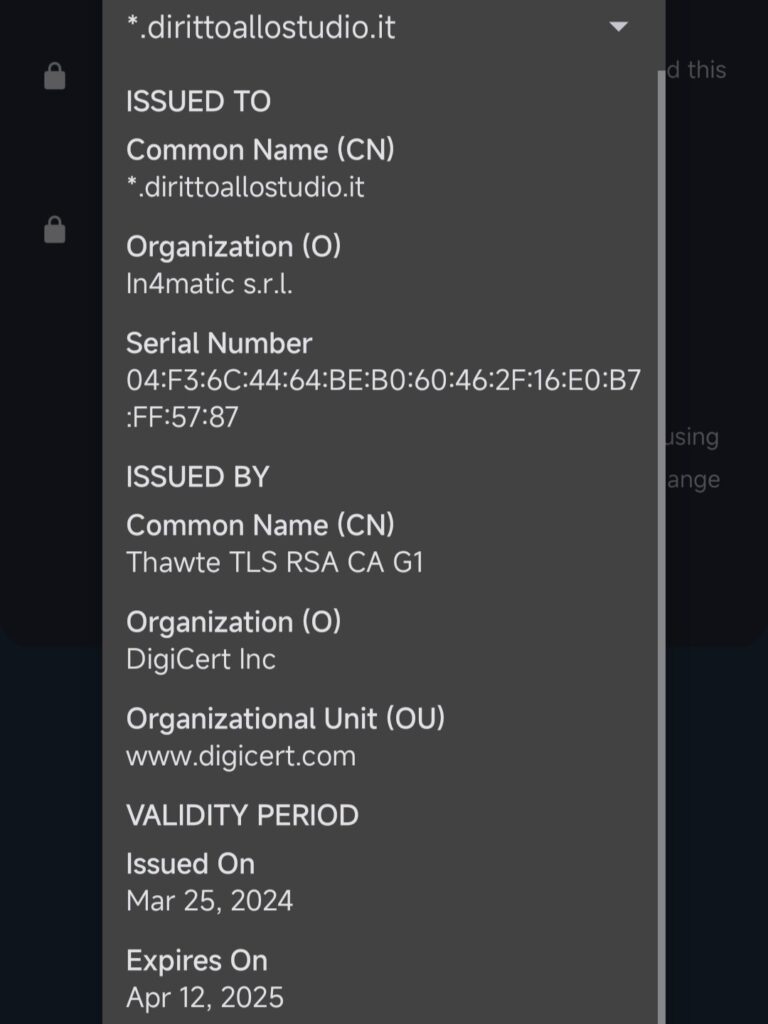 *.dirittoallostudio.it
d this
ISSUED TO
Common Name (CN)
*.dirittoallostudio.it
Organization (O)
In4matic s.r.l.
Serial Number
04:F3:6C:44:64:BE:B0:60:46:2F:16:E0:B7
:FF:57:87
using
ISSUED BY
ange
Common Name (CN)
Thawte TLS RSA CA G1
Organization (O)
DigiCert Inc
Organizational Unit (OU)
www.digicert.com
VALIDITY PERIOD
Issued On
Mar 25, 2024
Expires On
Apr 12, 2025